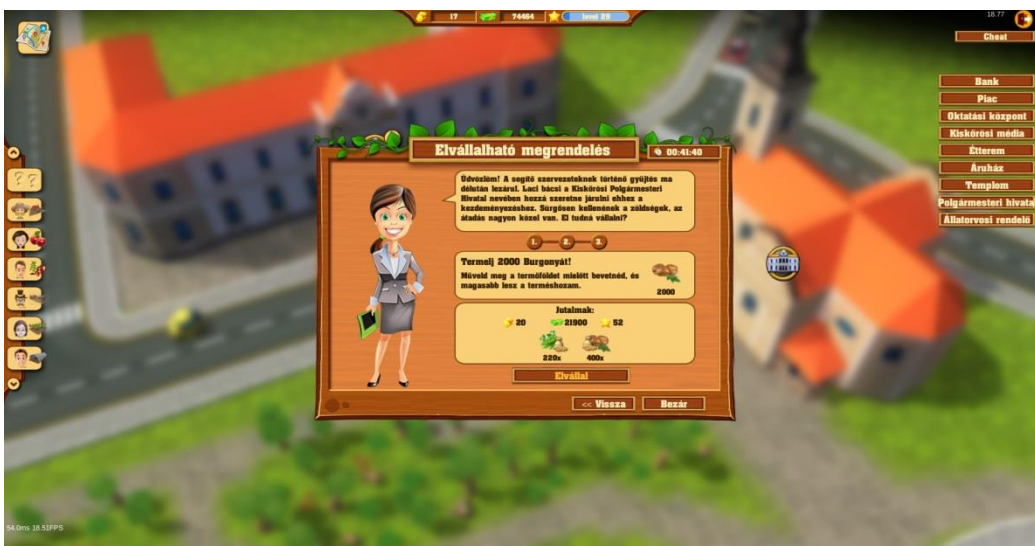 17 74464 level 29
18.77
Cheat
Bank
Piac
Oktatási központ
Kiskőrösi média
Étterem
Áruház
Templom
Polgármesteri hivata
Állatorvosi rendelő
??
Elvállalható megrendelés
00:41:40
Üdvözlöm! A segítő szervezeteknek történő gyűjtés ma
délután lezárul. Laci bácsi a Kiskőrösi Polgármesteri
Hivatal nevében hozzá szeretne járulni ehhez a
kezdeményezéshez. Sürgősen kellenének a zöldségek, az
átadás nagyon közel van. El tudná vállalni?
1. 2. 3.
Termelj 2000 Burgonyát!
Műveld meg a termőföldet mielőtt bevetnéd, és
magasabb lesz a terméshozam.
2000
Jutalmak:
20 21900 52
220x 400x
Elvállal
<< Vissza Bezár
54.0ms 18.51FPS